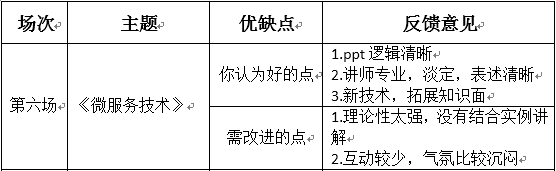 场次 主题 优缺点 反馈意见
第六场 《微服务技术》 你认为好的点 1.ppt 逻辑清晰
2.讲师专业，淡定，表述清晰
3.新技术，拓展知识面
需改进的点 1.理论性太强，没有结合实例讲
解
2.互动较少，气氛比较沉闷